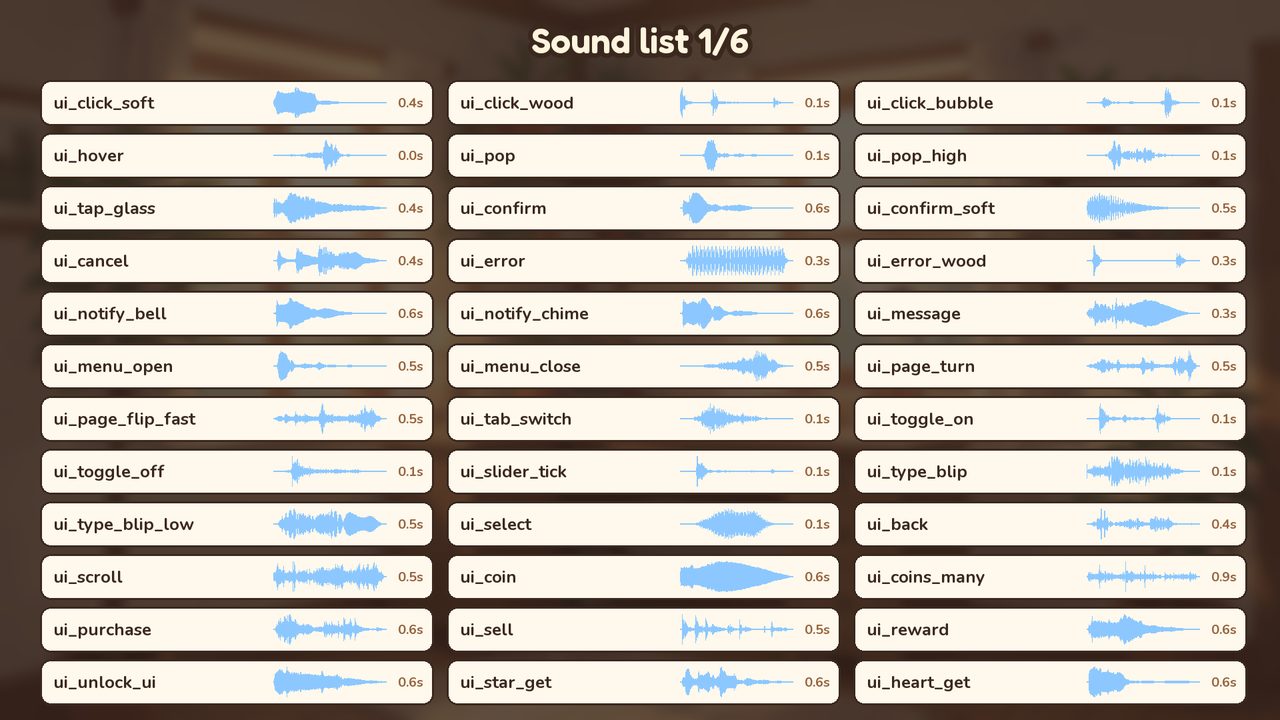 Sound list 1/6
ui_click_soft 0.4s
ui_click_wood 0.1s
ui_click_bubble 0.1s
ui_hover 0.0s
ui_pop 0.1s
ui_pop_high 0.1s
ui_tap_glass 0.4s
ui_confirm 0.6s
ui_confirm_soft 0.5s
ui_cancel 0.4s
ui_error 0.3s
ui_error_wood 0.3s
ui_notify_bell 0.6s
ui_notify_chime 0.6s
ui_message 0.3s
ui_menu_open 0.5s
ui_menu_close 0.5s
ui_page_turn 0.5s
ui_page_flip_fast 0.5s
ui_tab_switch 0.1s
ui_toggle_on 0.1s
ui_toggle_off 0.1s
ui_slider_tick 0.1s
ui_type_blip 0.1s
ui_type_blip_low 0.5s
ui_select 0.1s
ui_back 0.4s
ui_scroll 0.5s
ui_coin 0.6s
ui_coins_many 0.9s
ui_purchase 0.6s
ui_sell 0.5s
ui_reward 0.6s
ui_unlock_ui 0.6s
ui_star_get 0.6s
ui_heart_get 0.6s